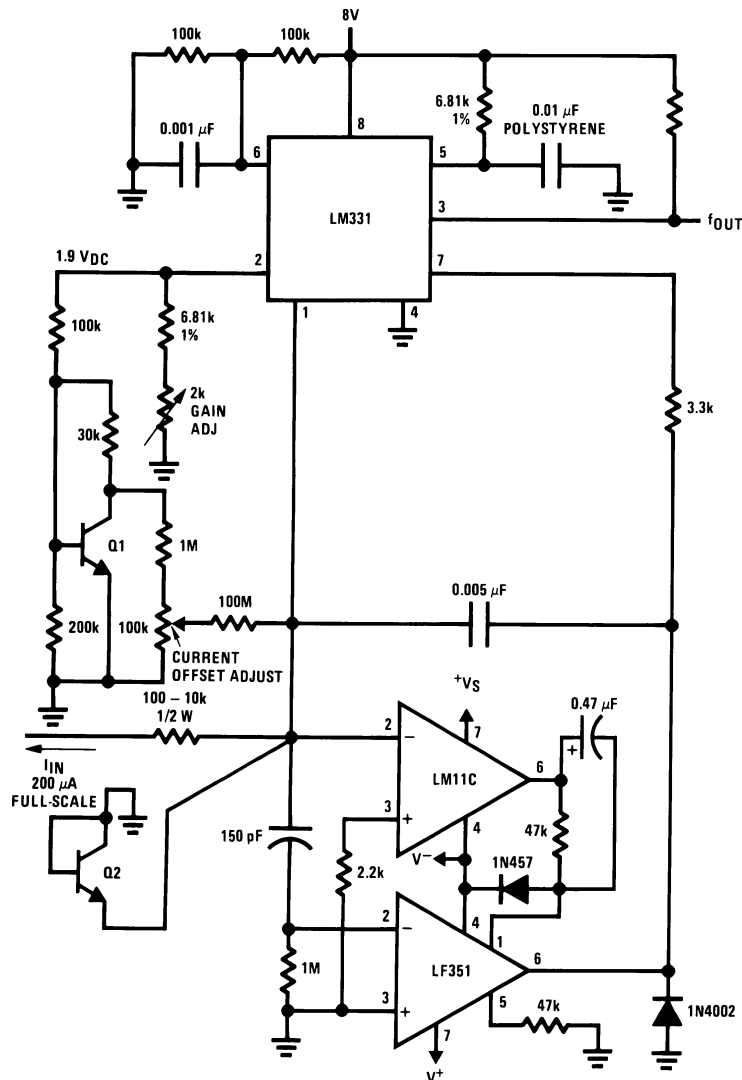 8V
100k
100k
6.81k
1%
0.01 μF
POLYSTYRENE
0.001 μF
8
6
5
LM331
3
fOUT
1.9 VDC
2
7
1
4
100k
6.81k
1%
2k
GAIN
ADJ
30k
3.3k
Q1
1M
200k
100k
100M
0.005 μF
CURRENT
OFFSET ADJUST
100 – 10k
1/2 W
+VS
0.47 μF
2
–
7
+
IIN
200 μA
FULL-SCALE
LM11C
6
3
+
4
47k
150 pF
V–
2.2k
1N457
Q2
4
1
2
–
6
1M
LF351
3
+
5
47k
1N4002
7
V+